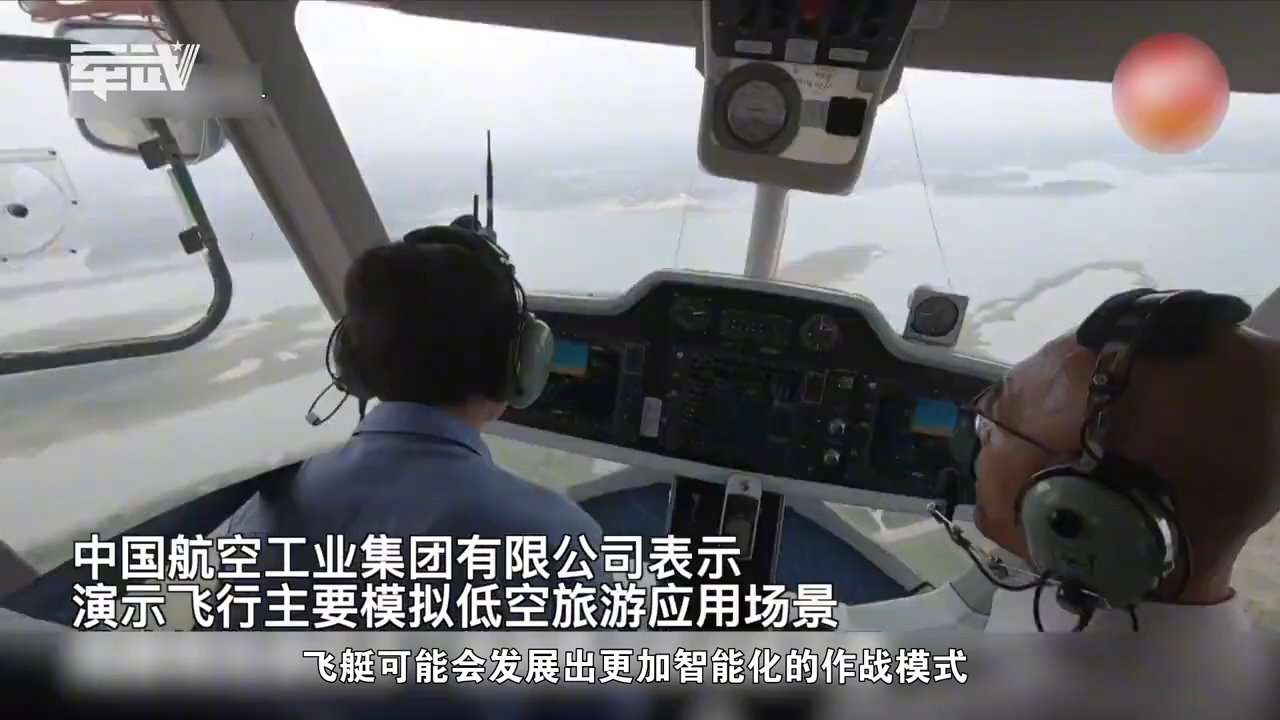 军武
中国航空工业集团有限公司表示
演示飞行主要模拟低空旅游应用场景
飞艇可能会发展出更加智能化的作战模式